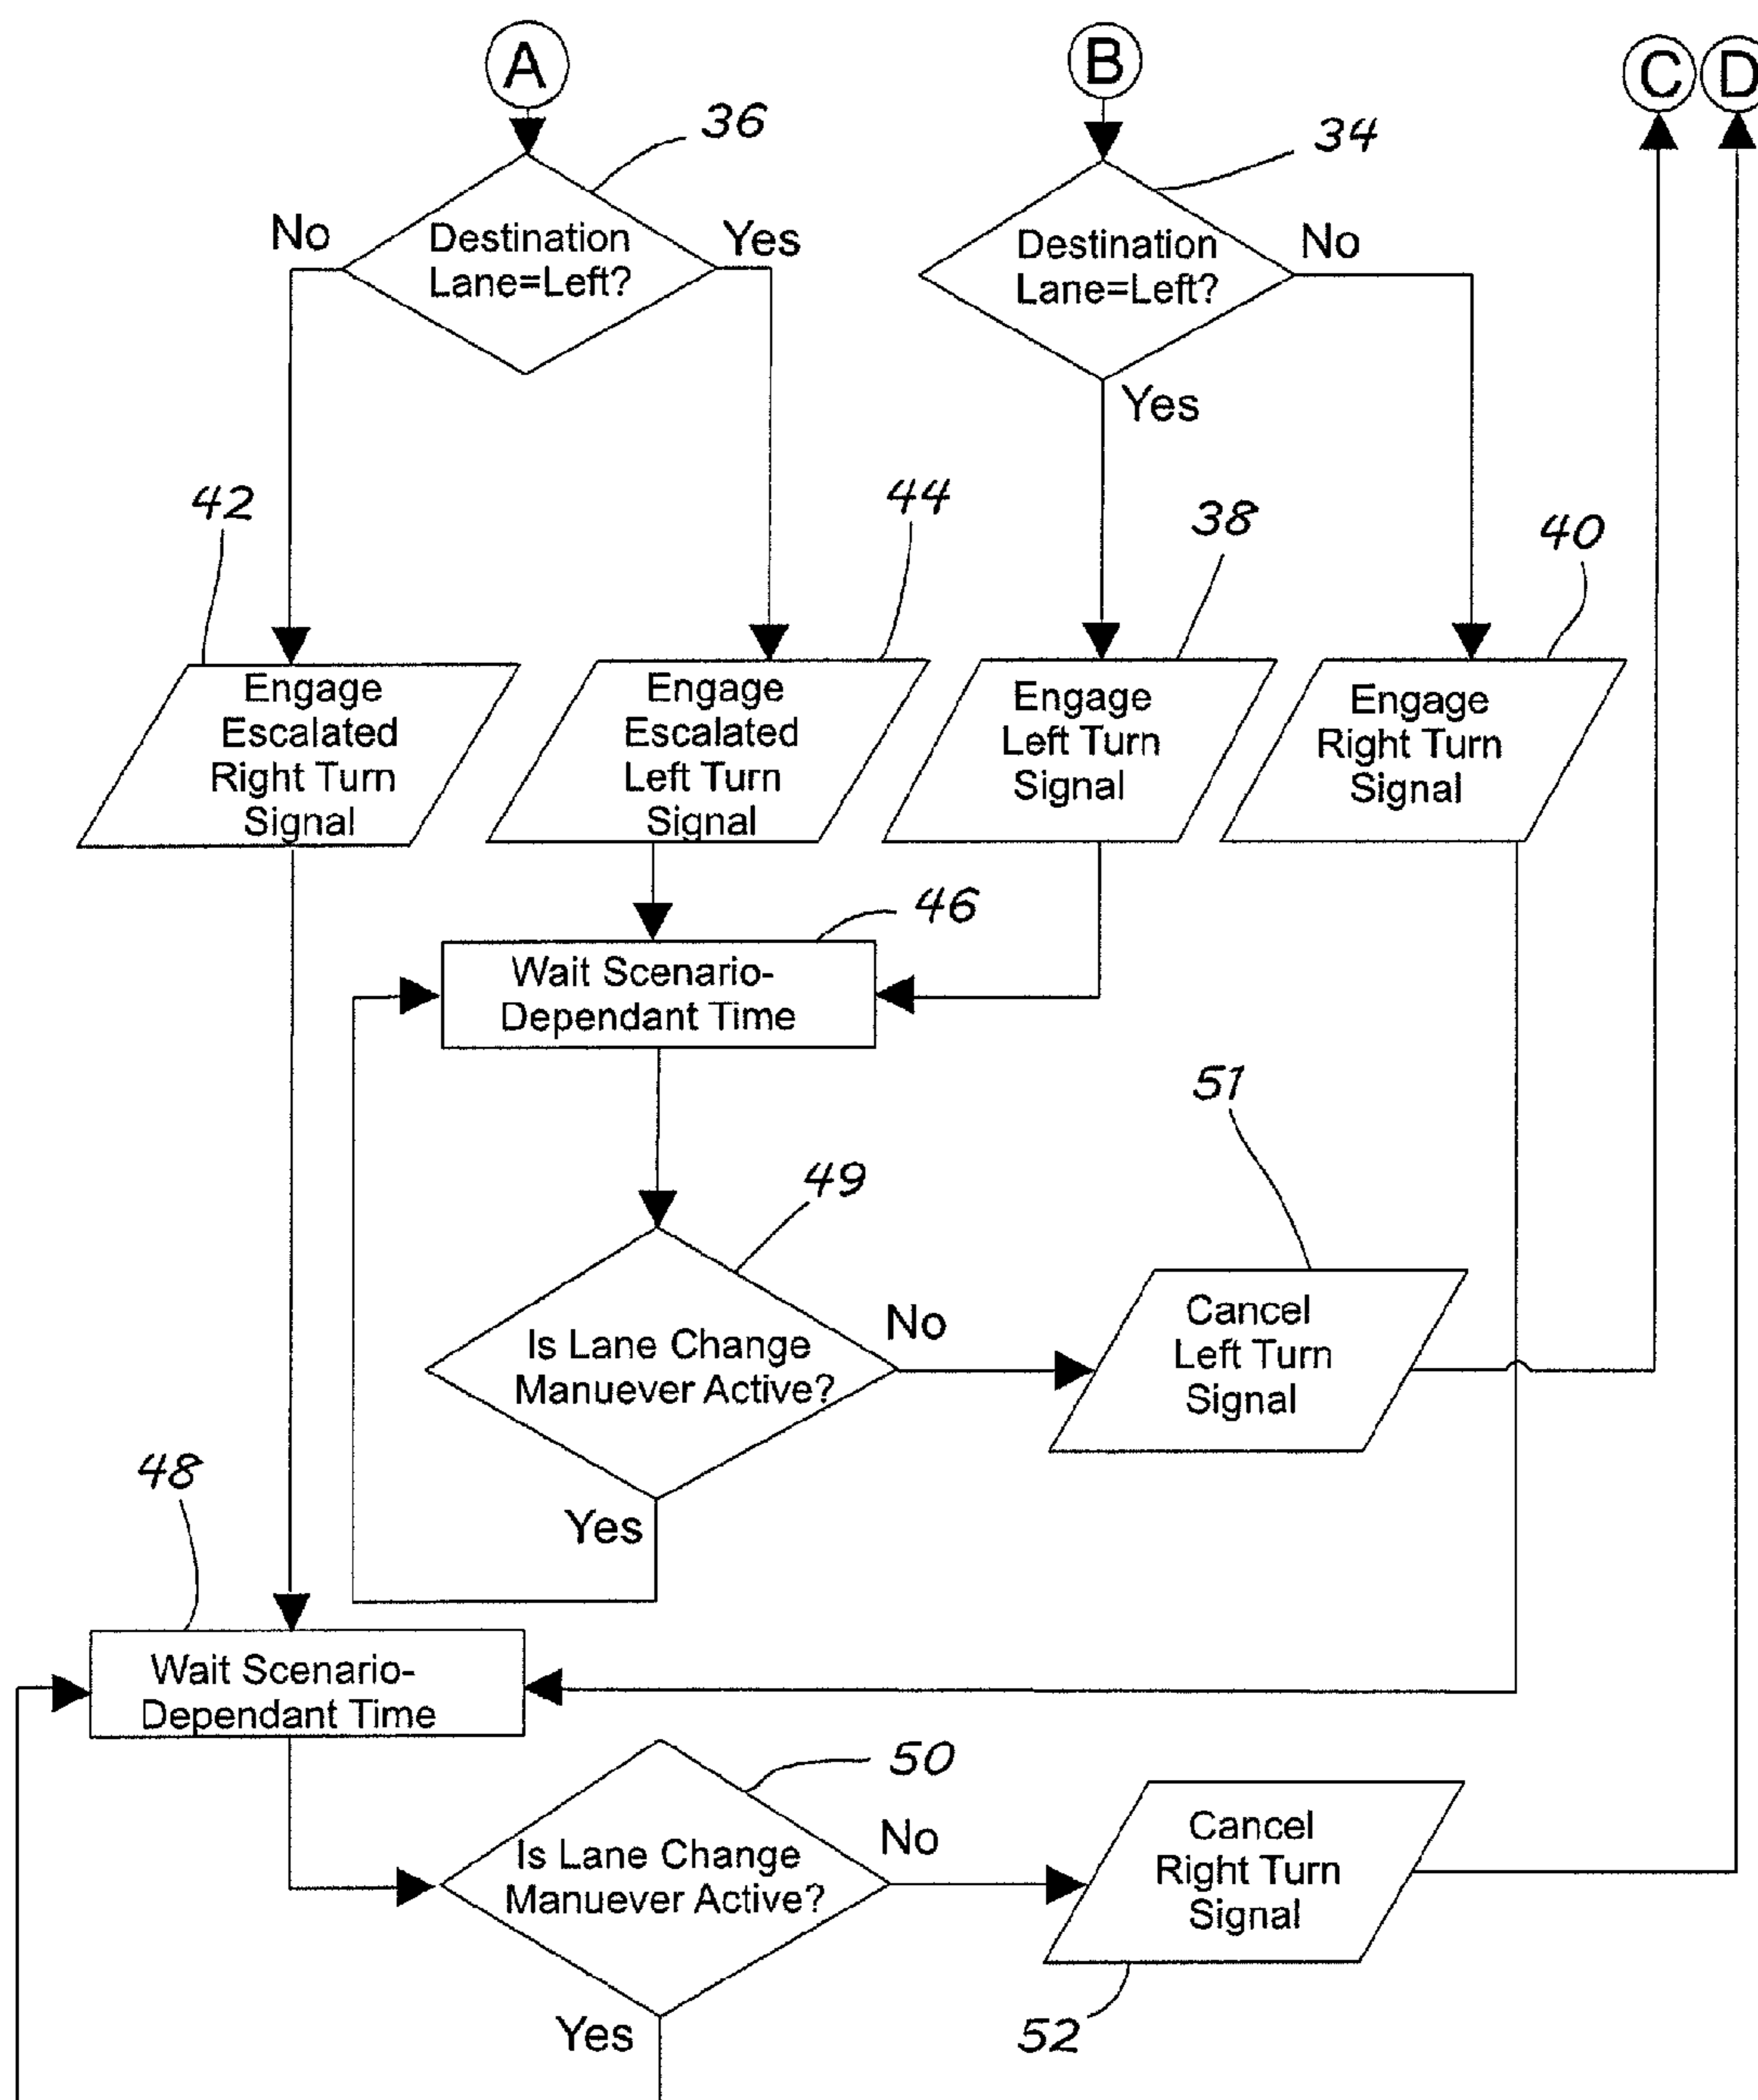 A
B
C
D
36
34
Destination
Lane=Left?
No
Yes
Destination
Lane=Left?
No
Yes
42
44
38
40
Engage
Escalated
Right Turn
Signal
Engage
Escalated
Left Turn
Signal
Engage
Left Turn
Signal
Engage
Right Turn
Signal
46
Wait Scenario-
Dependant Time
51
49
Is Lane Change
Manuever Active?
No
Yes
Cancel
Left Turn
Signal
48
Wait Scenario-
Dependant Time
50
Is Lane Change
Manuever Active?
No
Yes
Cancel
Right Turn
Signal
52